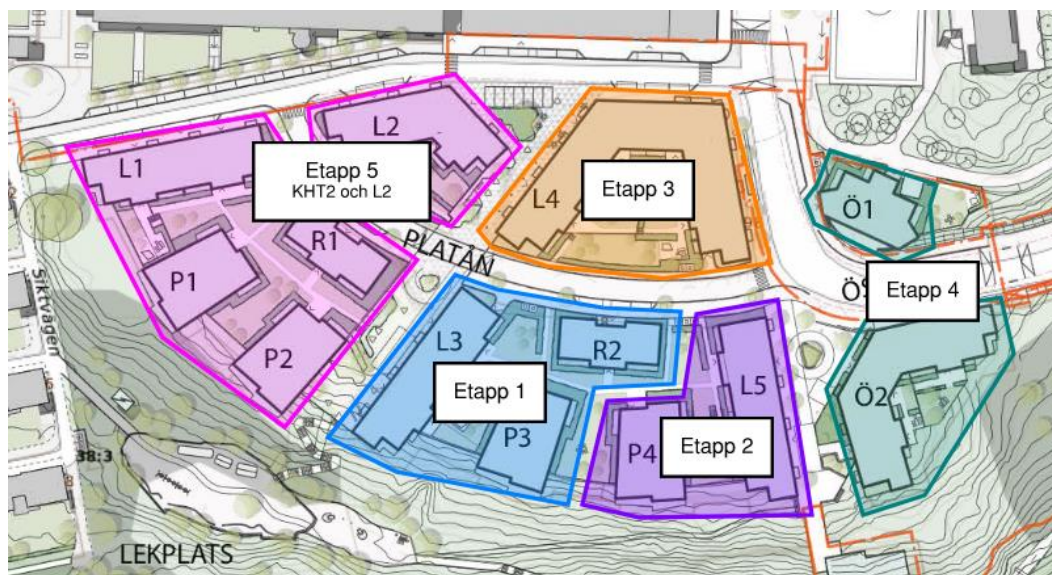 L1
L2
Etapp 5
KHT2 och L2
R1
P1
P2
PLATÅN
L4
Etapp 3
Ö1
Etapp 4
Siktvägen
L3
R2
Etapp 1
P3
L5
P4
Etapp 2
Ö2
38:3
LEKPLATS